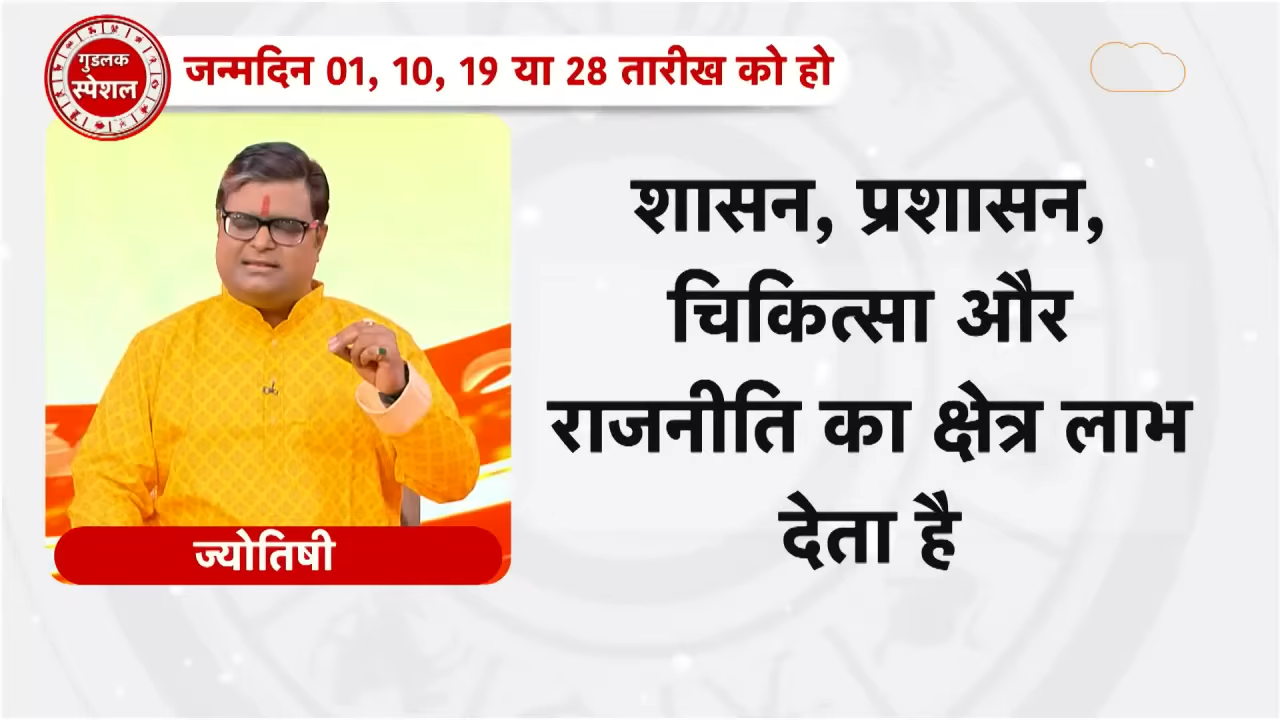 गुडलक
स्पेशल
जन्मदिन 01, 10, 19 या 28 तारीख को हो
शासन, प्रशासन,
चिकित्सा और
राजनीति का क्षेत्र लाभ
देता है
ज्योतिषी